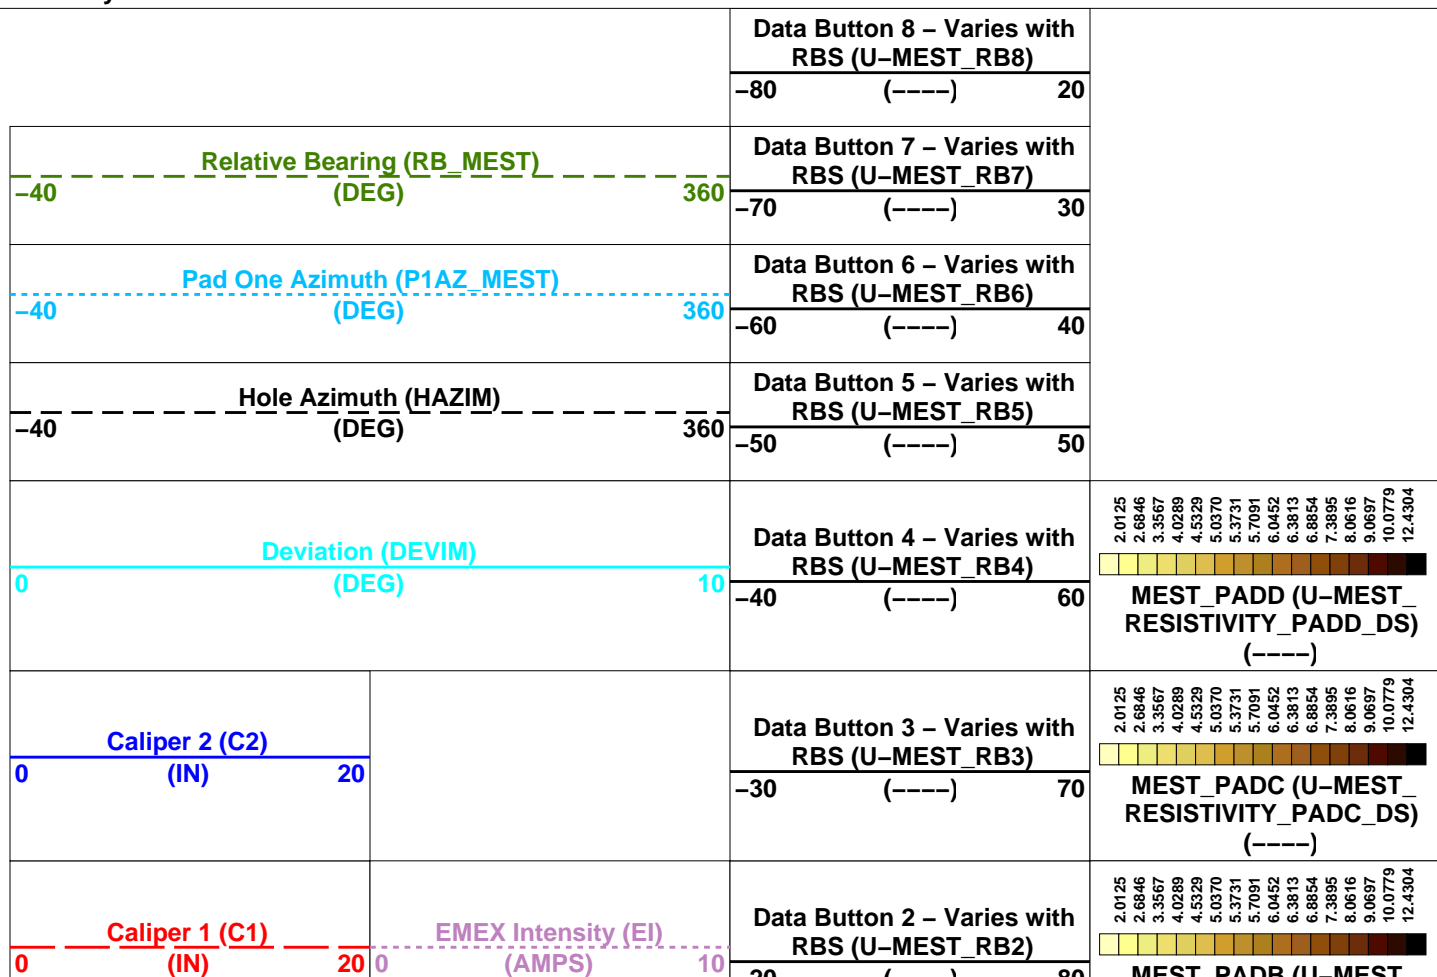 Data Button 8 – Varies with
RBS (U–MEST_RB8)
–80 (––––) 20
Relative Bearing (RB_MEST)
–40 (DEG) 360
Data Button 7 – Varies with
RBS (U–MEST_RB7)
–70 (––––) 30
Pad One Azimuth (P1AZ_MEST)
–40 (DEG) 360
Data Button 6 – Varies with
RBS (U–MEST_RB6)
–60 (––––) 40
Hole Azimuth (HAZIM)
–40 (DEG) 360
Data Button 5 – Varies with
RBS (U–MEST_RB5)
–50 (––––) 50
Deviation (DEVIM)
0 (DEG) 10
Data Button 4 – Varies with
RBS (U–MEST_RB4)
–40 (––––) 60
2.0125 2.6846 3.3567 4.0289 4.5329 5.0370 5.3731 5.7091 6.0452 6.3813 6.8854 7.3895 8.0616 9.0697 10.0779 12.4304
MEST_PADD (U–MEST_
RESISTIVITY_PADD_DS)
(––––)
Caliper 2 (C2)
0 (IN) 20
Data Button 3 – Varies with
RBS (U–MEST_RB3)
–30 (––––) 70
2.0125 2.6846 3.3567 4.0289 4.5329 5.0370 5.3731 5.7091 6.0452 6.3813 6.8854 7.3895 8.0616 9.0697 10.0779 12.4304
MEST_PADC (U–MEST_
RESISTIVITY_PADC_DS)
(––––)
Caliper 1 (C1)
0 (IN) 20
EMEX Intensity (EI)
0 (AMPS) 10
Data Button 2 – Varies with
RBS (U–MEST_RB2)
–20 (––––) 80
2.0125 2.6846 3.3567 4.0289 4.5329 5.0370 5.3731 5.7091 6.0452 6.3813 6.8854 7.3895 8.0616 9.0697 10.0779 12.4304
MEST_PADB (U–MEST_